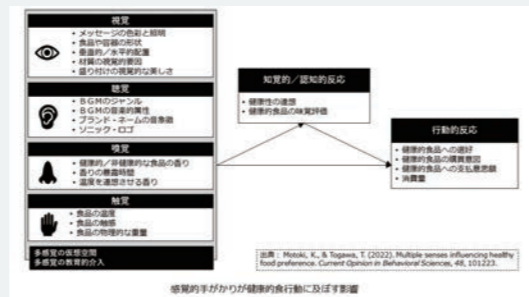 視覚
• メッセージの色彩と照明
• 食品や容器の形状
• 垂直的／水平的配置
• 材質の視覚的要因
• 盛り付けの視覚的な美しさ
聴覚
• ＢＧＭのジャンル
• ＢＧＭの音楽的属性
• ブランド・ネームの音象徴
• ソニック・ロゴ
嗅覚
• 健康的／非健康的な食品の香り
• 香りの暴露時間
• 温度を連想させる香り
触覚
• 食品の温度
• 食品の触感
• 食品の物理的な重量
多感覚の仮想空間
多感覚の教育的介入
知覚的／認知的反応
• 健康性の連想
• 健康的食品の味覚評価
行動的反応
• 健康的食品への選好
• 健康的食品の購買意図
• 健康的食品への支払意思額
• 消費量
出典： Motoki, K., & Togawa, T. (2022). Multiple senses influencing healthy
food preference. Current Opinion in Behavioral Sciences, 48, 101223.
感覚的手がかりが健康的食行動に及ぼす影響